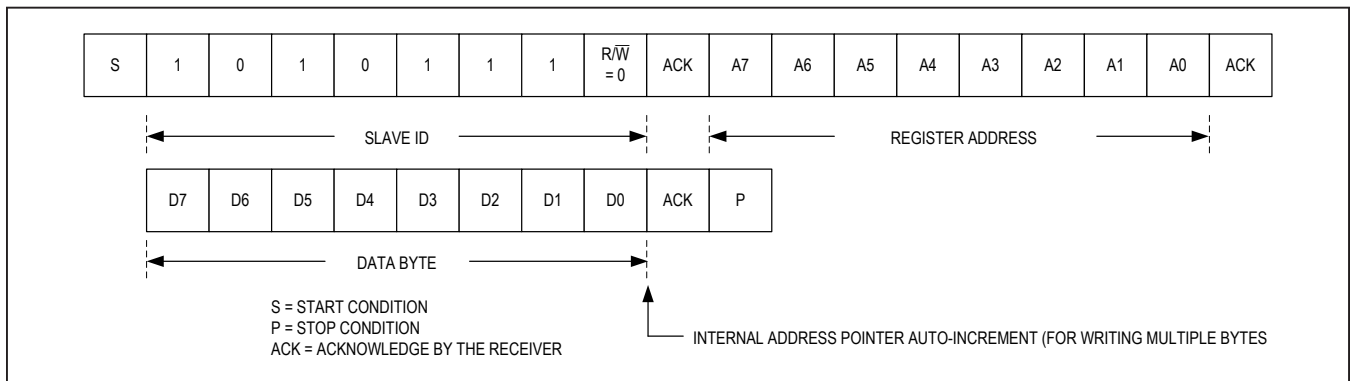 S 1 0 1 0 1 1 1 R/W̅ = 0 ACK A7 A6 A5 A4 A3 A2 A1 A0 ACK
SLAVE ID REGISTER ADDRESS
D7 D6 D5 D4 D3 D2 D1 D0 ACK P
DATA BYTE
S = START CONDITION
P = STOP CONDITION
ACK = ACKNOWLEDGE BY THE RECEIVER
INTERNAL ADDRESS POINTER AUTO-INCREMENT (FOR WRITING MULTIPLE BYTES